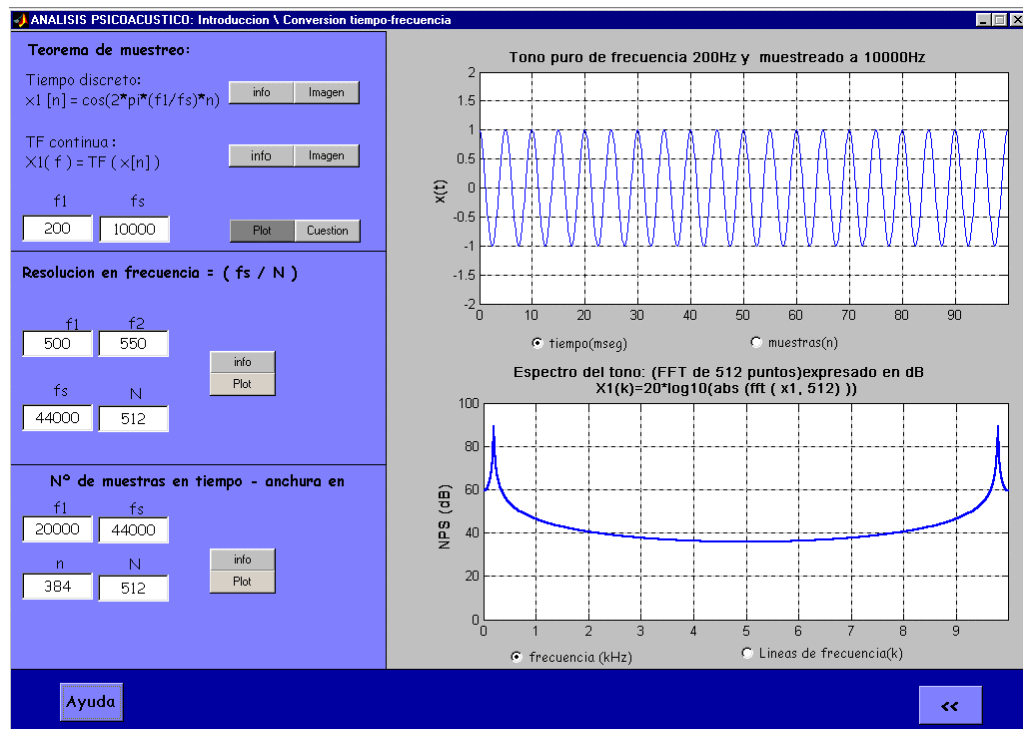 ANALISIS PSICOACUSTICO: Introduccion \ Conversion tiempo-frecuencia
Teorema de muestreo:
Tiempo discreto:
x1 [n] = cos(2*pi*(f1/fs)*n)
info
Imagen
TF continua :
X1( f ) = TF ( x[n] )
info
Imagen
f1
fs
200
10000
Plot
Cuestion
Resolucion en frecuencia = ( fs / N )
f1
f2
500
550
info
Plot
fs
N
44000
512
Nº de muestras en tiempo - anchura en
f1
fs
20000
44000
n
N
info
384
512
Plot
Tono puro de frecuencia 200Hz y muestreado a 10000Hz
x(t)
2
1.5
1
0.5
0
-0.5
-1
-1.5
-2
0 10 20 30 40 50 60 70 80 90
tiempo(mseg)
muestras(n)
Espectro del tono: (FFT de 512 puntos)expresado en dB
X1(k)=20*log10(abs (fft ( x1, 512) ))
NPS (dB)
100
80
60
40
20
0
0 1 2 3 4 5 6 7 8 9
frecuencia (kHz)
Lineas de frecuencia(k)
Ayuda
<<